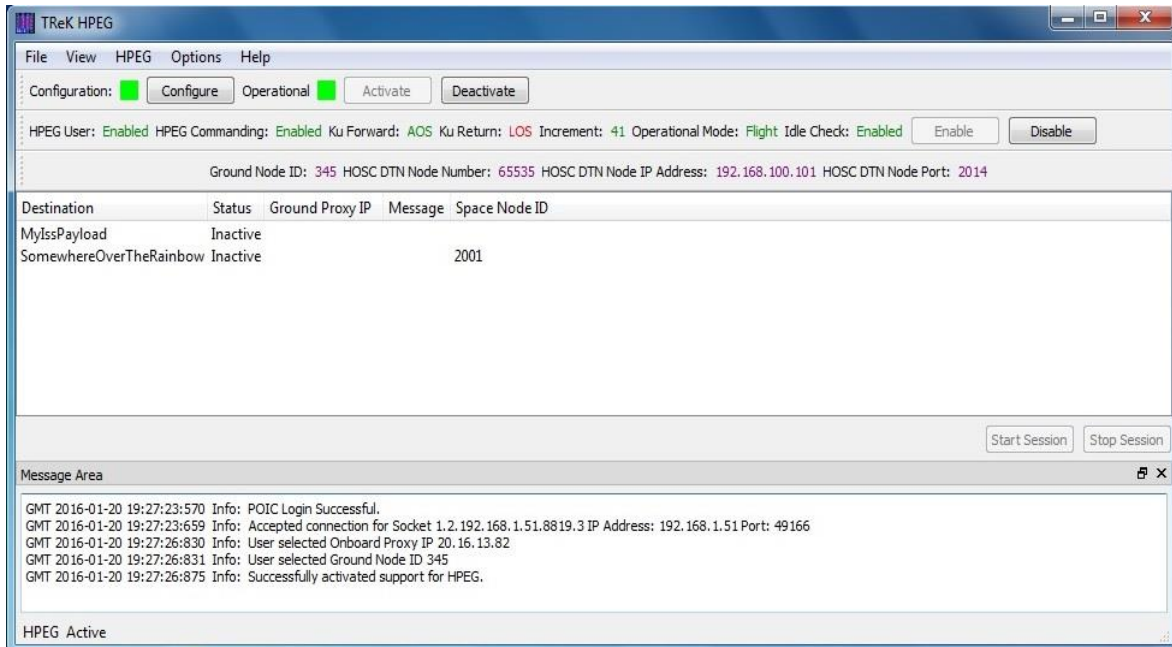 TReK HPEG
File View HPEG Options Help
Configuration: Configure Operational Activate Deactivate
HPEG User: Enabled HPEG Commanding: Enabled Ku Forward: AOS Ku Return: LOS Increment: 41 Operational Mode: Flight Idle Check: Enabled Enable Disable
Ground Node ID: 345 HOSC DTN Node Number: 65535 HOSC DTN Node IP Address: 192.168.100.101 HOSC DTN Node Port: 2014
Destination Status Ground Proxy IP Message Space Node ID
MyIssPayload Inactive
SomewhereOverTheRainbow Inactive 2001
Start Session Stop Session
Message Area
GMT 2016-01-20 19:27:23:570 Info: POIC Login Successful.
GMT 2016-01-20 19:27:23:659 Info: Accepted connection for Socket 1.2.192.168.1.51.8819.3 IP Address: 192.168.1.51 Port: 49166
GMT 2016-01-20 19:27:26:830 Info: User selected Onboard Proxy IP 20.16.13.82
GMT 2016-01-20 19:27:26:831 Info: User selected Ground Node ID 345
GMT 2016-01-20 19:27:26:875 Info: Successfully activated support for HPEG.
HPEG Active